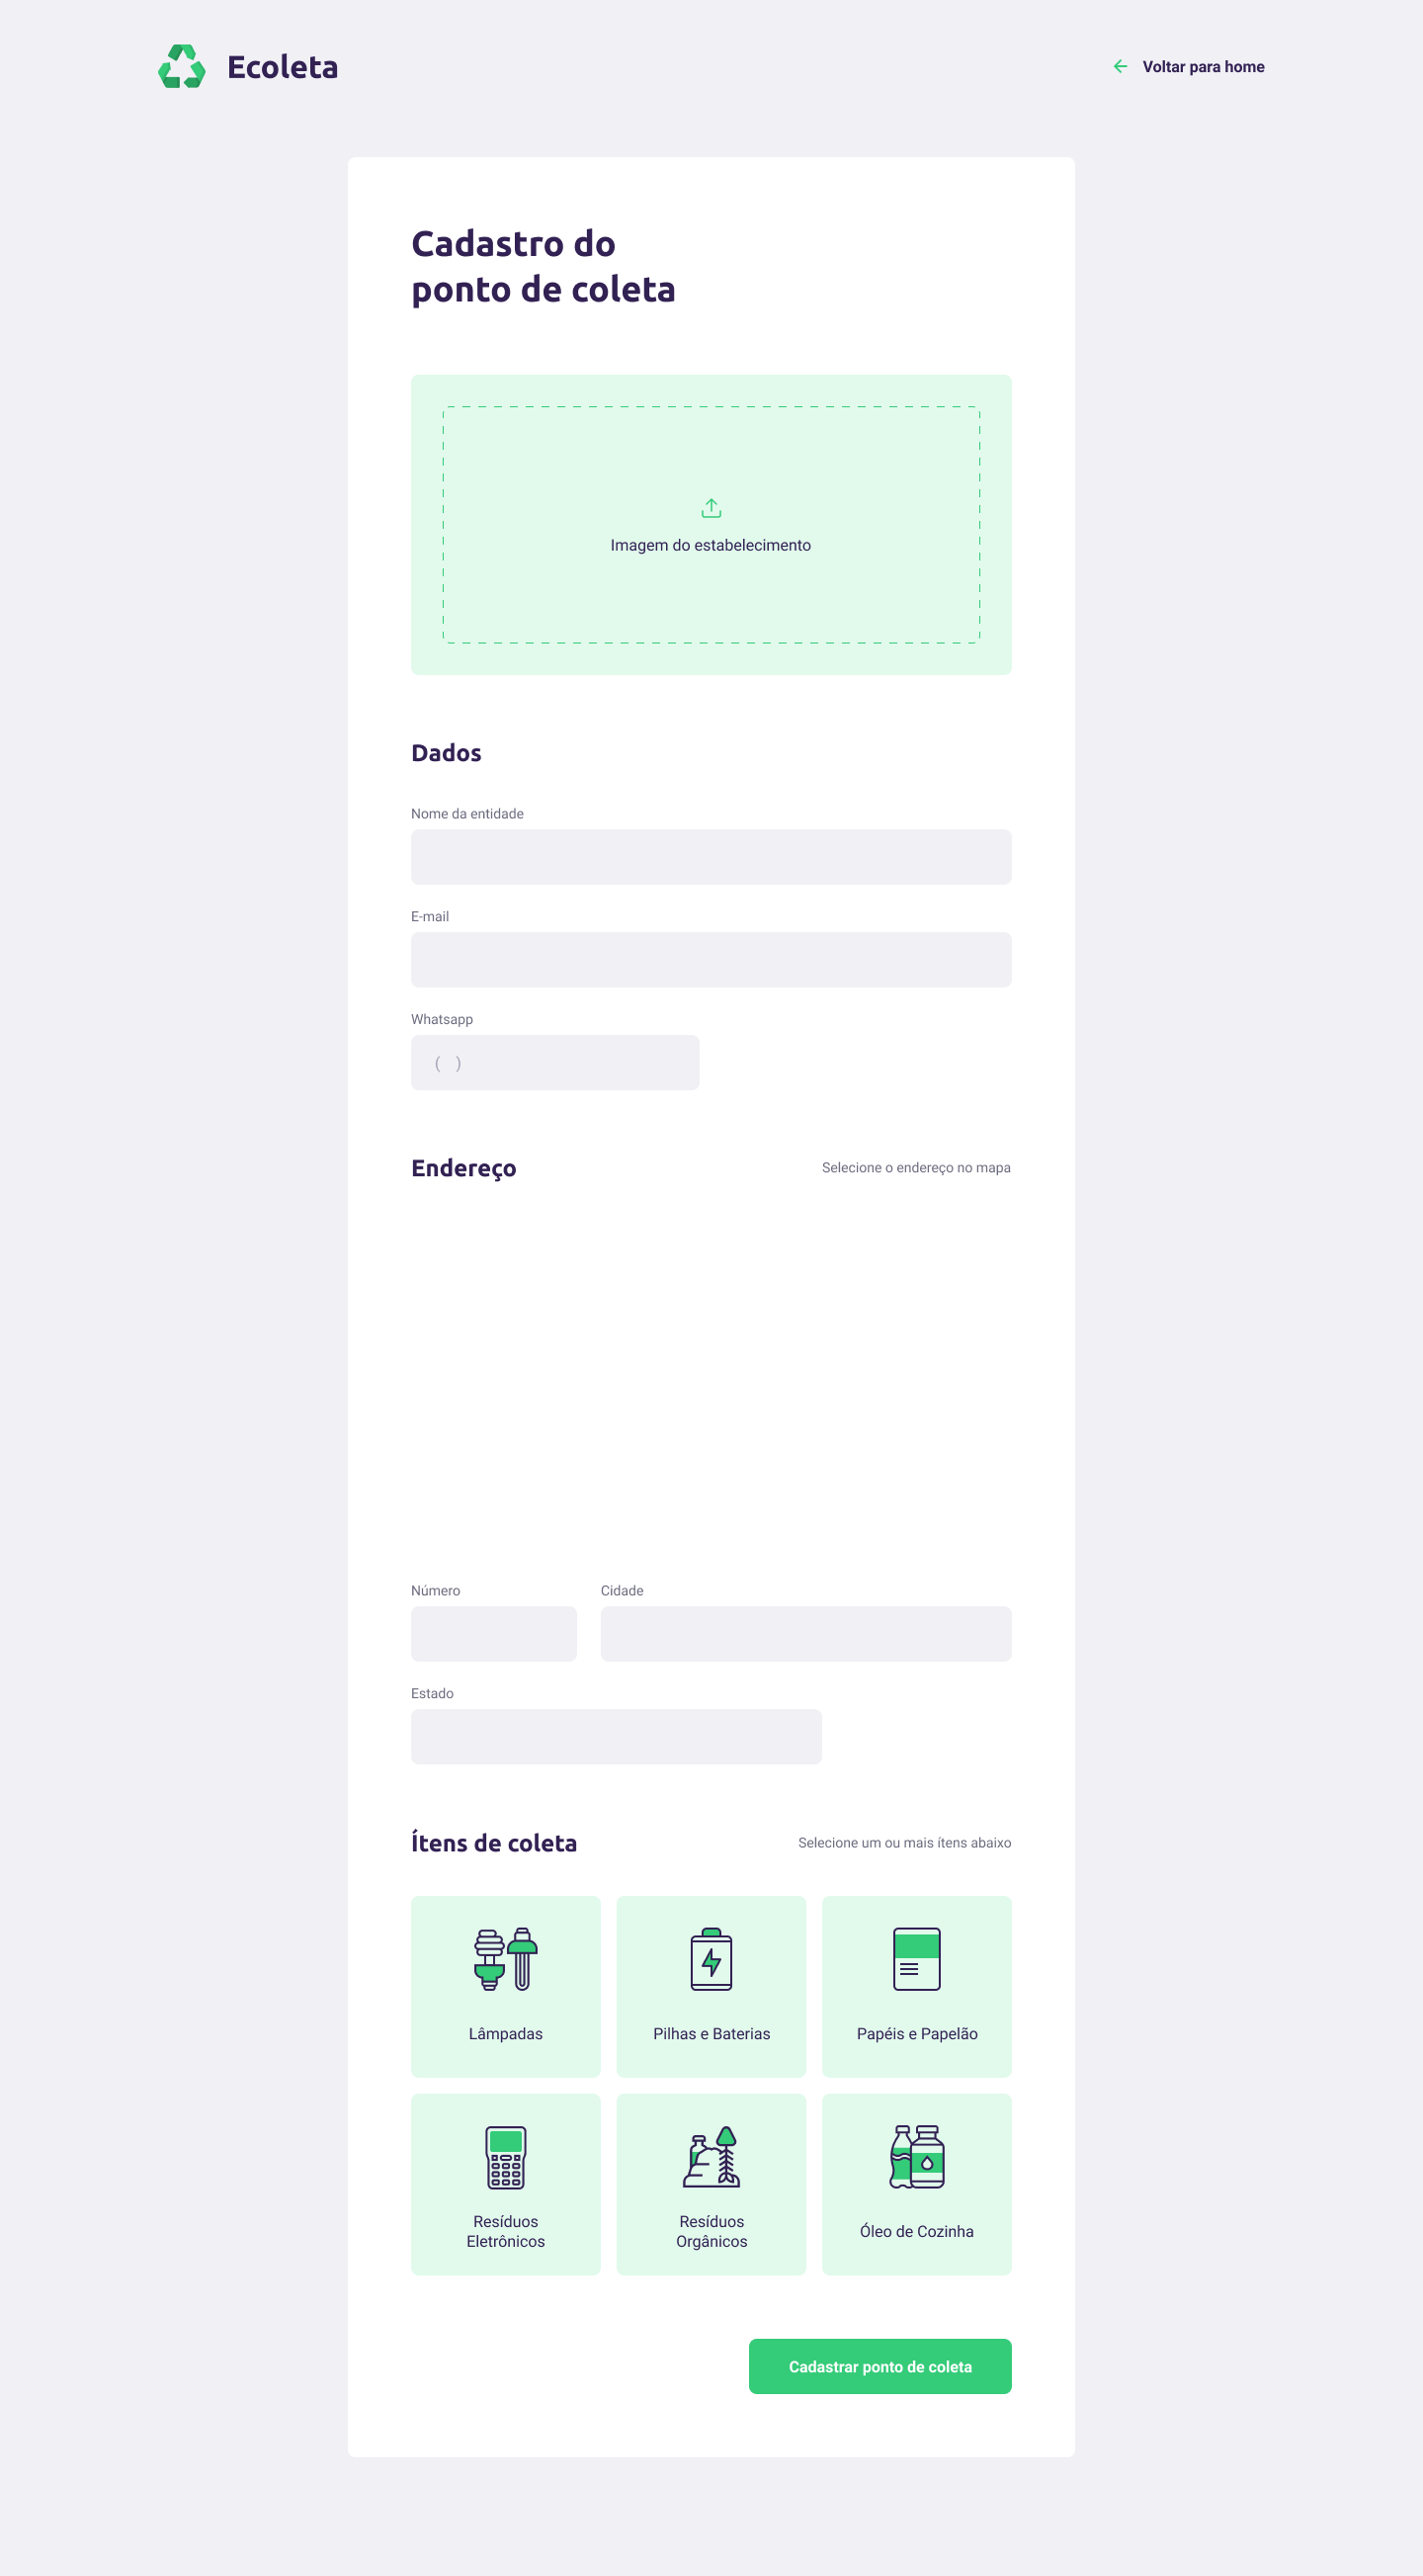 Ecoleta
Voltar para home
Cadastro do
ponto de coleta
Imagem do estabelecimento
Dados
Nome da entidade
E-mail
Whatsapp
( )
Endereço
Selecione o endereço no mapa
Número
Cidade
Estado
Ítens de coleta
Selecione um ou mais ítens abaixo
Lâmpadas
Pilhas e Baterias
Papéis e Papelão
Resíduos
Eletrônicos
Resíduos
Orgânicos
Óleo de Cozinha
Cadastrar ponto de coleta